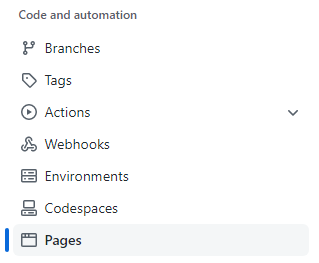 Code and automation
Branches
Tags
Actions
Webhooks
Environments
Codespaces
Pages